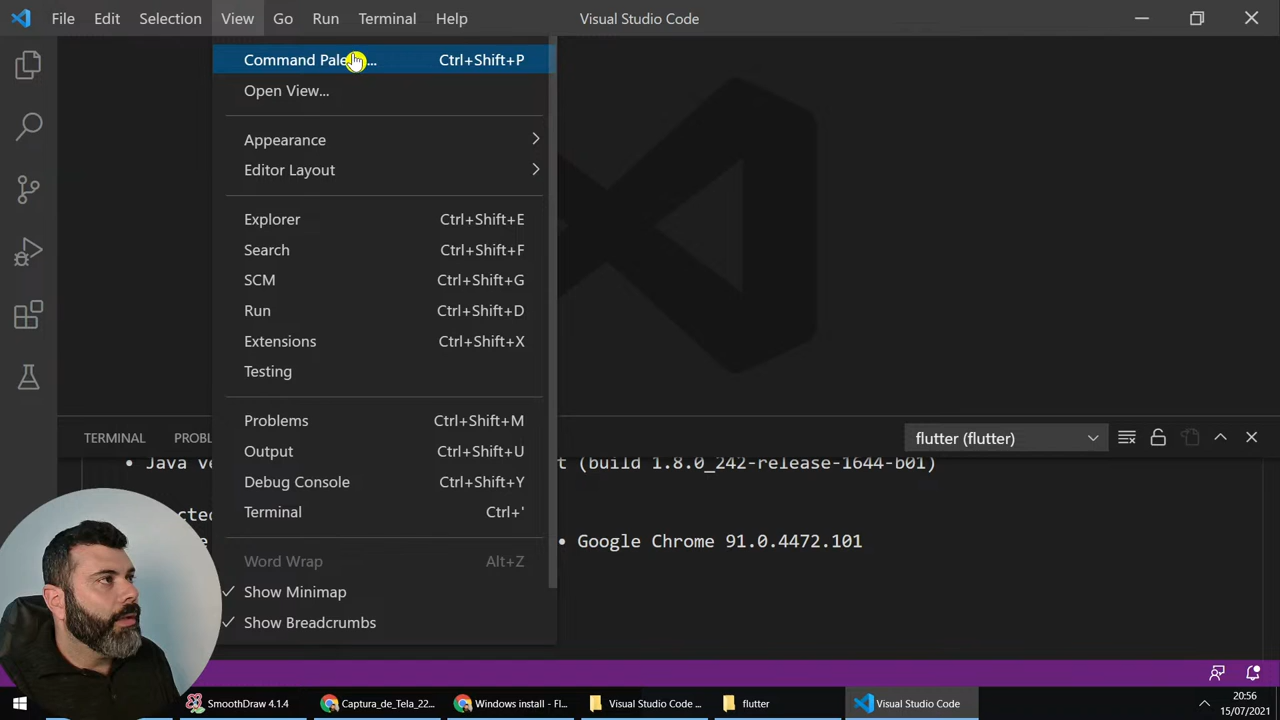 File Edit Selection View Go Run Terminal Help Visual Studio Code
Command Pale... Ctrl+Shift+P
Open View...
Appearance
Editor Layout
Explorer Ctrl+Shift+E
Search Ctrl+Shift+F
SCM Ctrl+Shift+G
Run Ctrl+Shift+D
Extensions Ctrl+Shift+X
Testing
Problems Ctrl+Shift+M
Output Ctrl+Shift+U
Debug Console Ctrl+Shift+Y
Terminal Ctrl+'
Word Wrap Alt+Z
Show Minimap
Show Breadcrumbs
TERMINAL PROBL flutter (flutter)
• Java ve t (build 1.8.0_242-release-1644-b01)
cted
e • Google Chrome 91.0.4472.101
SmoothDraw 4.1.4 Captura_de_Tela_22... Windows install - Fl... Visual Studio Code ... flutter Visual Studio Code
20:56
15/07/2021